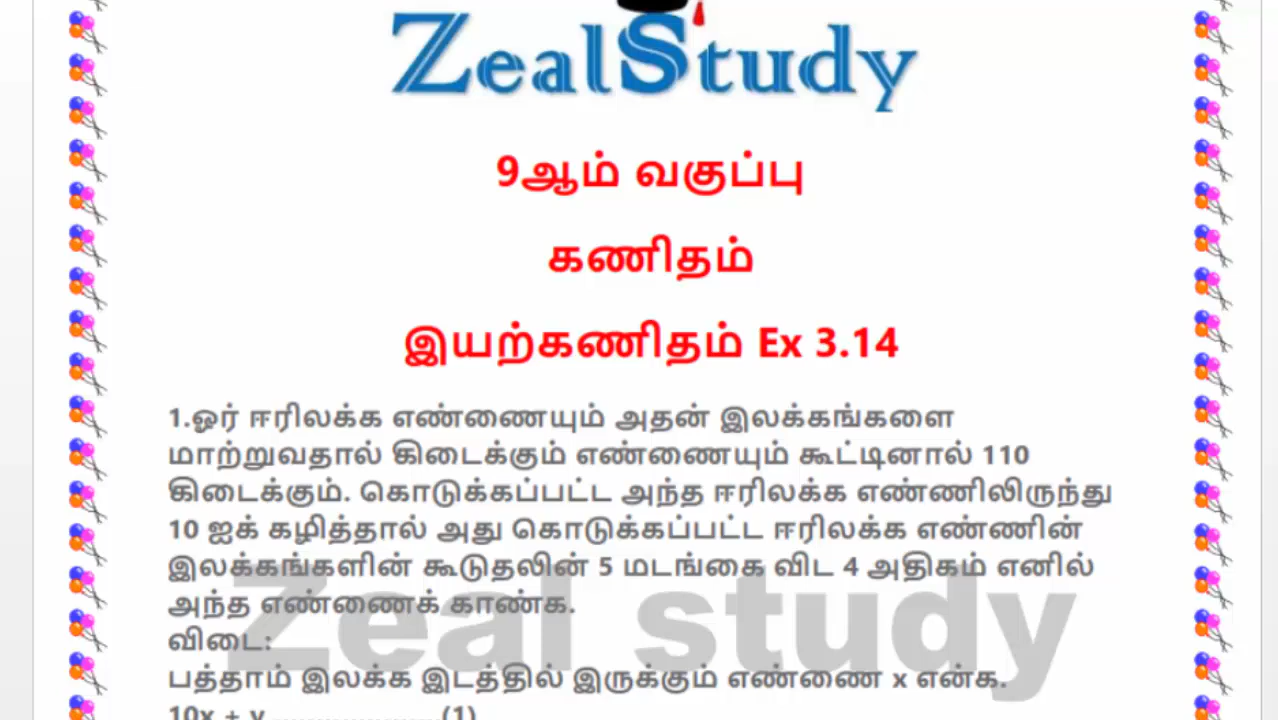 ZealStudy
9ஆம் வகுப்பு
கணிதம்
இயற்கணிதம் Ex 3.14
1.ஓர் ஈரிலக்க எண்ணையும் அதன் இலக்கங்களை
மாற்றுவதால் கிடைக்கும் எண்ணையும் கூட்டினால் 110
கிடைக்கும். கொடுக்கப்பட்ட அந்த ஈரிலக்க எண்ணிலிருந்து
10 ஐக் கழித்தால் அது கொடுக்கப்பட்ட ஈரிலக்க எண்ணின்
இலக்கங்களின் கூடுதலின் 5 மடங்கை விட 4 அதிகம் எனில்
அந்த எண்ணைக் காண்க.
Zeal study
விடை:
பத்தாம் இலக்க இடத்தில் இருக்கும் எண்ணை x என்க.
10x + y ........................(1)